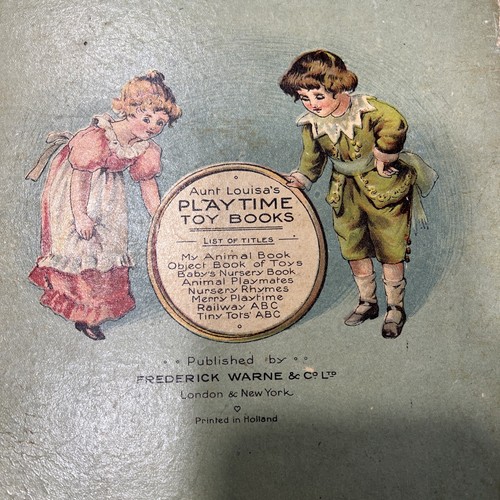 Aunt Louisa's
PLAYTIME
TOY BOOKS
LIST OF TITLES
My Animal Book
Object Book of Toys
Baby's Nursery Book
Animal Playmates
Nursery Rhymes
Merry Playtime
Railway ABC
Tiny Tots' ABC
Published by
FREDERICK WARNE & Co LTD
London & New York
Printed in Holland